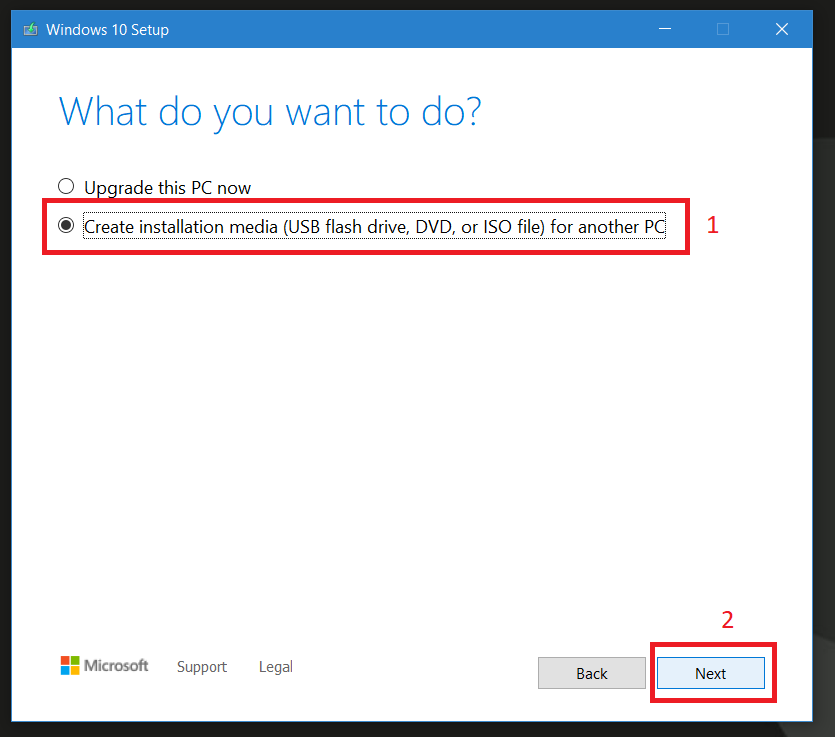 Windows 10 Setup
What do you want to do?
Upgrade this PC now
Create installation media (USB flash drive, DVD, or ISO file) for another PC
1
2
Microsoft Support Legal Back Next